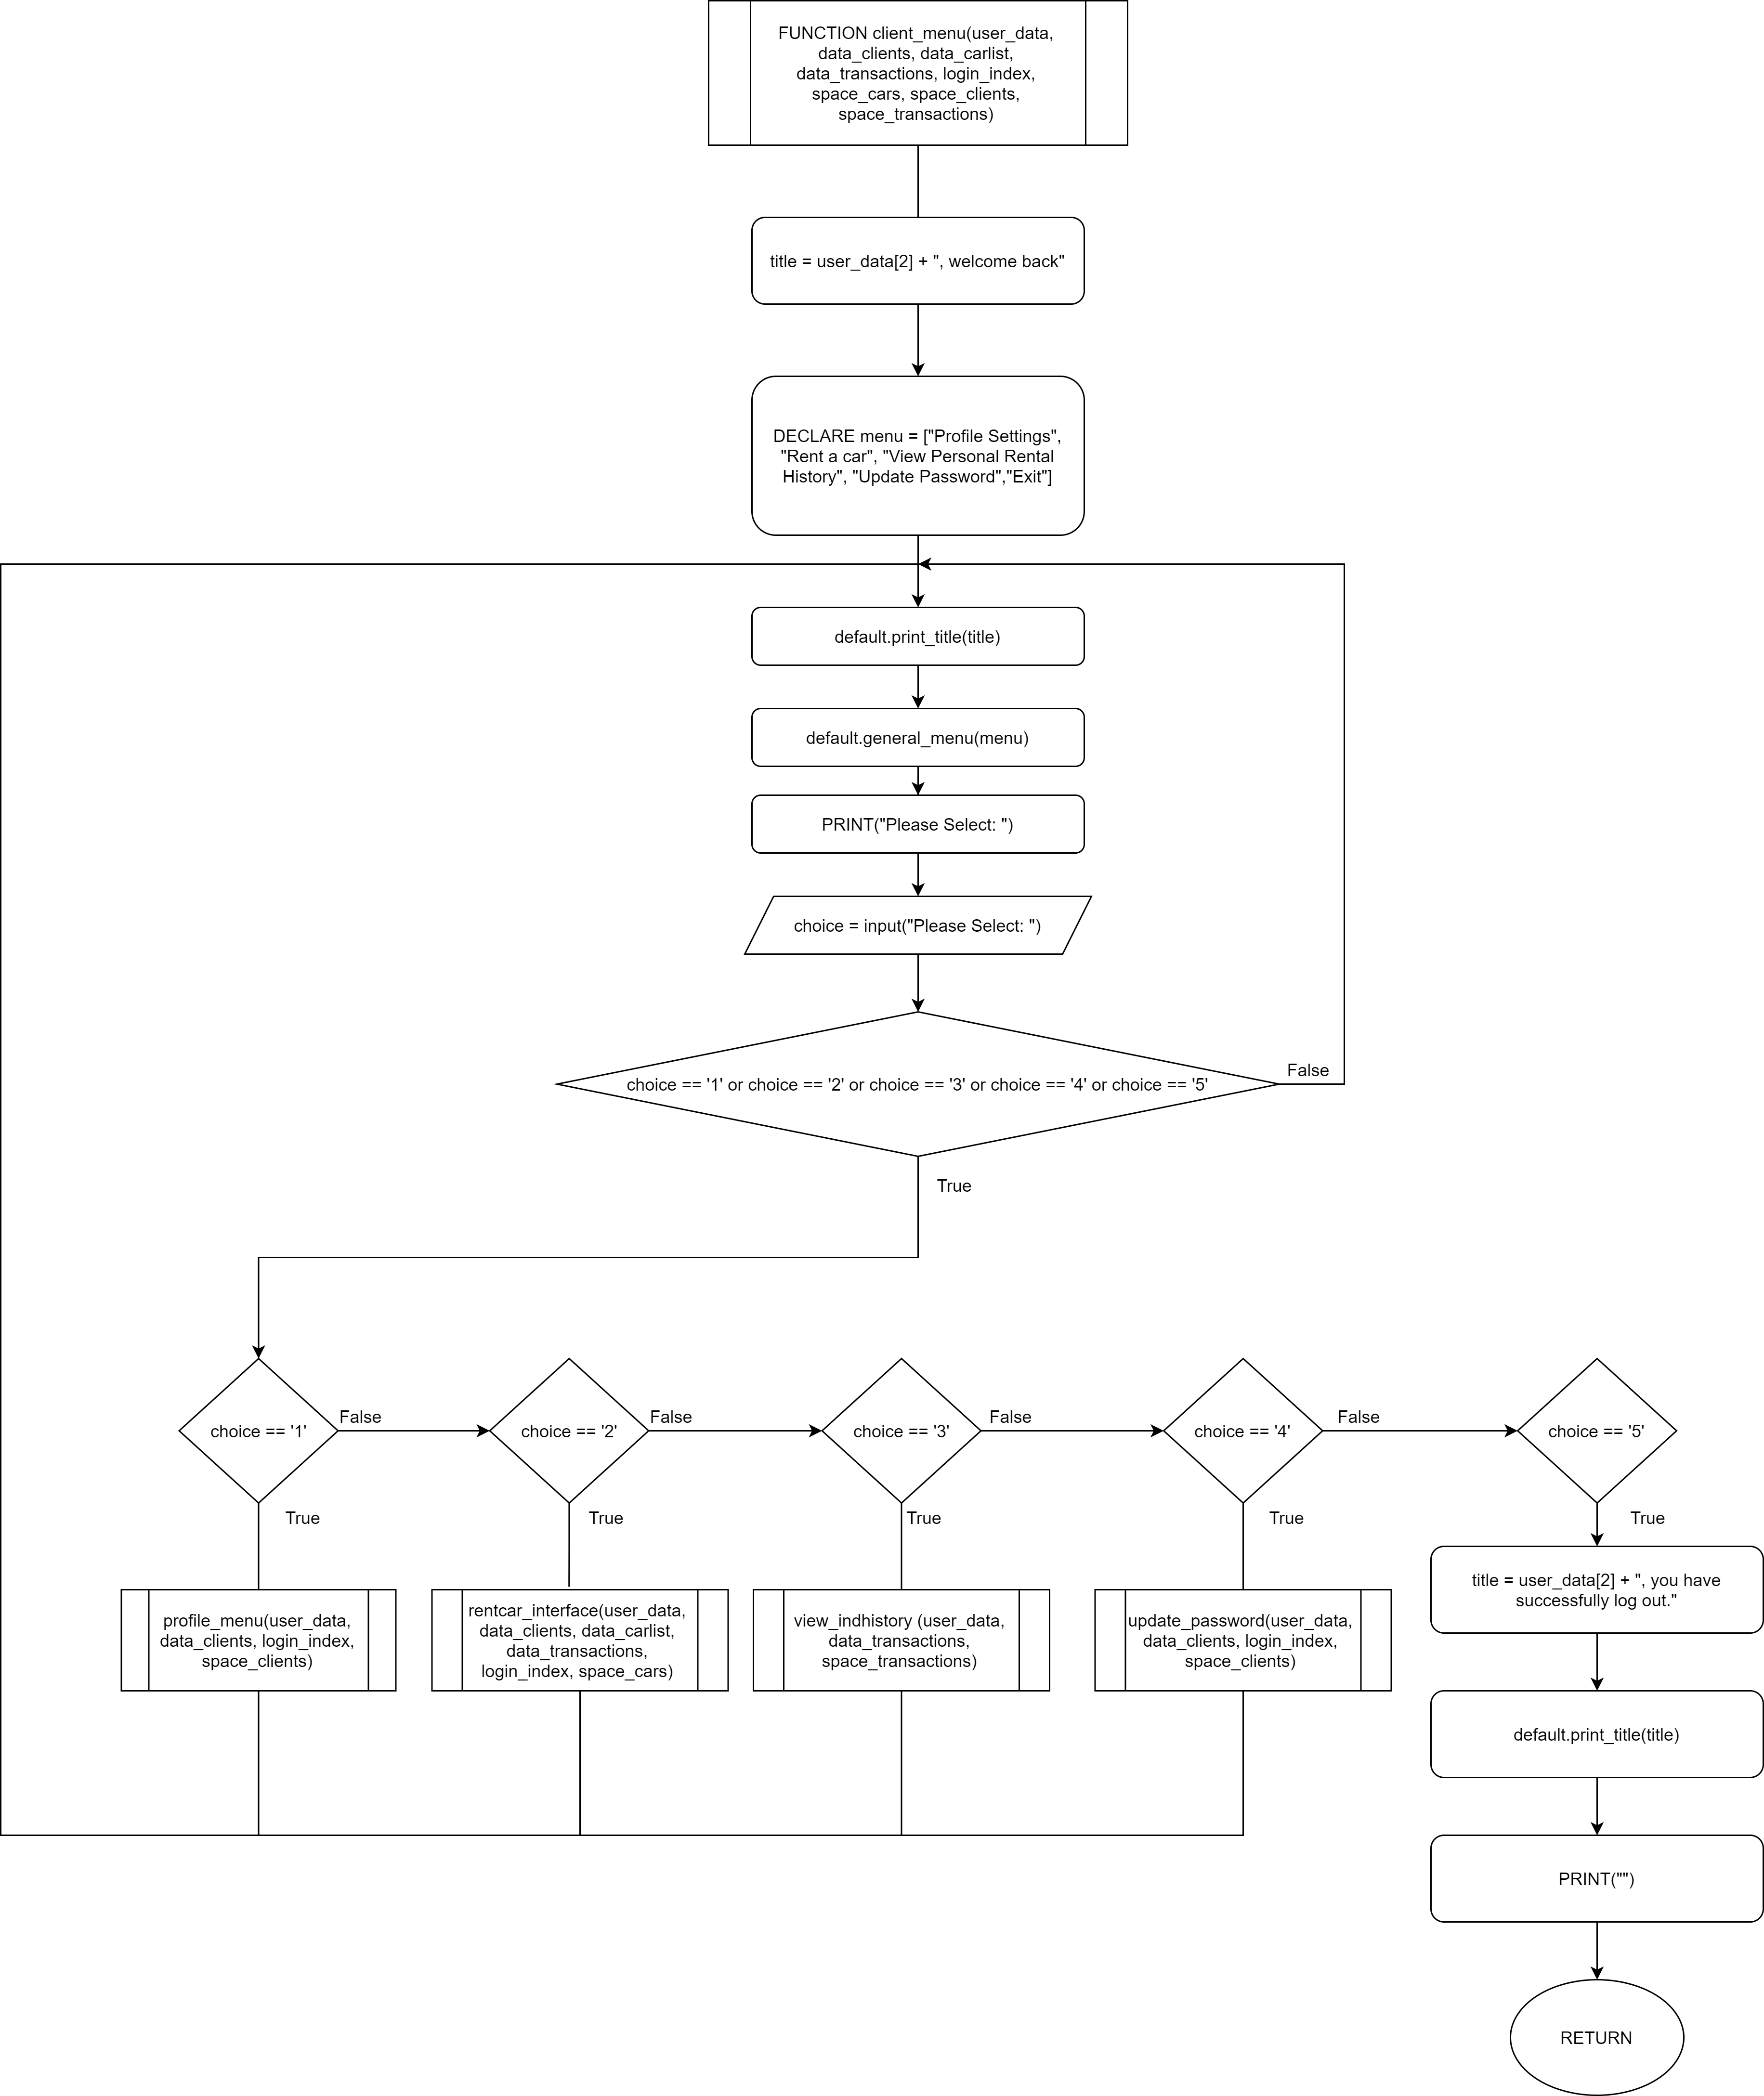 FUNCTION client_menu(user_data,
data_clients, data_carlist,
data_transactions, login_index,
space_cars, space_clients,
space_transactions)
title = user_data[2] + ", welcome back"
DECLARE menu = ["Profile Settings",
"Rent a car", "View Personal Rental
History", "Update Password","Exit"]
default.print_title(title)
default.general_menu(menu)
PRINT("Please Select: ")
choice = input("Please Select: ")
choice == '1' or choice == '2' or choice == '3' or choice == '4' or choice == '5'
False
True
choice == '1'
False
choice == '2'
False
choice == '3'
False
choice == '4'
False
choice == '5'
True
True
True
True
True
profile_menu(user_data,
data_clients, login_index,
space_clients)
rentcar_interface(user_data,
data_clients, data_carlist,
data_transactions,
login_index, space_cars)
view_indhistory (user_data,
data_transactions,
space_transactions)
update_password(user_data,
data_clients, login_index,
space_clients)
title = user_data[2] + ", you have
successfully log out."
default.print_title(title)
PRINT("")
RETURN